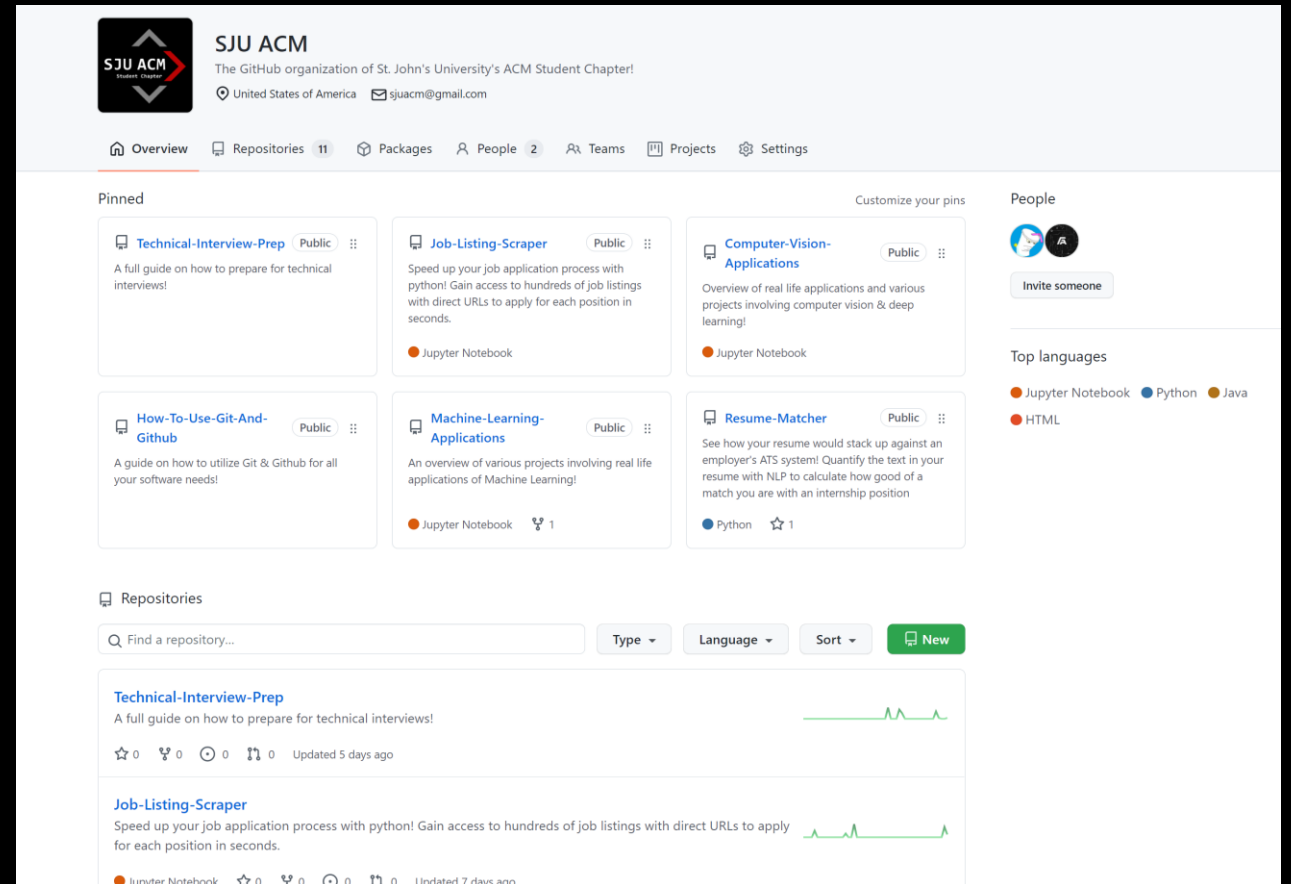 SJU ACM
Student Chapter
SJU ACM
The GitHub organization of St. John's University's ACM Student Chapter!
United States of America sjuacm@gmail.com
Overview Repositories 11 Packages People 2 Teams Projects Settings
Pinned
Customize your pins
Technical-Interview-Prep Public
A full guide on how to prepare for technical
interviews!
Job-Listing-Scraper Public
Speed up your job application process with
python! Gain access to hundreds of job listings
with direct URLs to apply for each position in
seconds.
Jupyter Notebook
Computer-Vision-
Applications
Public
Overview of real life applications and various
projects involving computer vision & deep
learning!
Jupyter Notebook
How-To-Use-Git-And-
Github
Public
A guide on how to utilize Git & Github for all
your software needs!
Machine-Learning-
Applications
Public
An overview of various projects involving real life
applications of Machine Learning!
Jupyter Notebook 1
Resume-Matcher Public
See how your resume would stack up against an
employer's ATS system! Quantify the text in your
resume with NLP to calculate how good of a
match you are with an internship position
Python 1
People
Invite someone
Top languages
Jupyter Notebook Python Java
HTML
Repositories
Find a repository... Type Language Sort New
Technical-Interview-Prep
A full guide on how to prepare for technical interviews!
0 0 0 0 Updated 5 days ago
Job-Listing-Scraper
Speed up your job application process with python! Gain access to hundreds of job listings with direct URLs to apply
for each position in seconds.
Jupyter Notebook 0 0 0 0 Updated 7 days ago